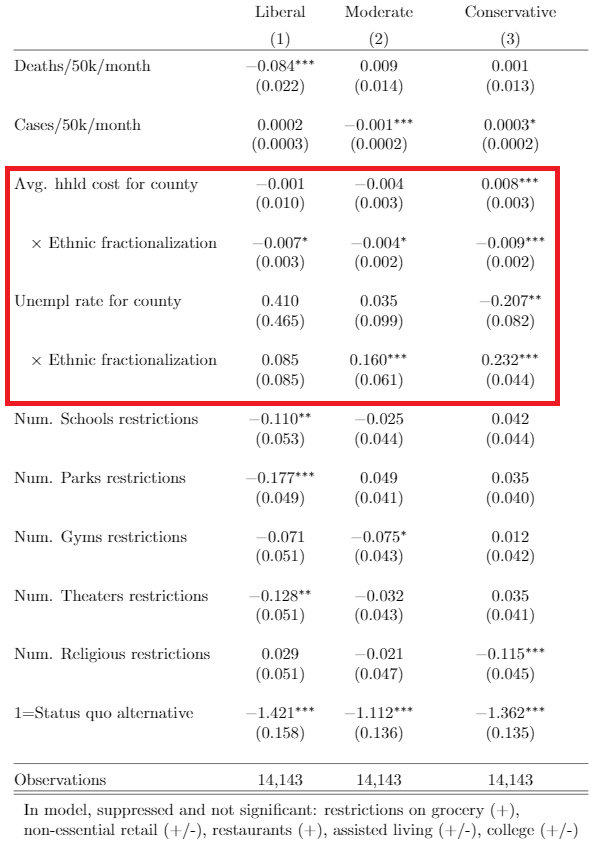 Liberal Moderate Conservative
(1) (2) (3)
Deaths/50k/month −0.084*** 0.009 0.001
(0.022) (0.014) (0.013)
Cases/50k/month 0.0002 −0.001*** 0.0003*
(0.0003) (0.0002) (0.0002)
Avg. hhld cost for county −0.001 −0.004 0.008***
(0.010) (0.003) (0.003)
× Ethnic fractionalization −0.007* −0.004* −0.009***
(0.003) (0.002) (0.002)
Unempl rate for county 0.410 0.035 −0.207**
(0.465) (0.099) (0.082)
× Ethnic fractionalization 0.085 0.160*** 0.232***
(0.085) (0.061) (0.044)
Num. Schools restrictions −0.110** −0.025 0.042
(0.053) (0.044) (0.044)
Num. Parks restrictions −0.177*** 0.049 0.035
(0.049) (0.041) (0.040)
Num. Gyms restrictions −0.071 −0.075* 0.012
(0.051) (0.043) (0.042)
Num. Theaters restrictions −0.128** −0.032 0.035
(0.051) (0.043) (0.041)
Num. Religious restrictions 0.029 −0.021 −0.115***
(0.051) (0.047) (0.045)
1=Status quo alternative −1.421*** −1.112*** −1.362***
(0.158) (0.136) (0.135)
Observations 14,143 14,143 14,143
In model, suppressed and not significant: restrictions on grocery (+),
non-essential retail (+/-), restaurants (+), assisted living (+/-), college (+/-)